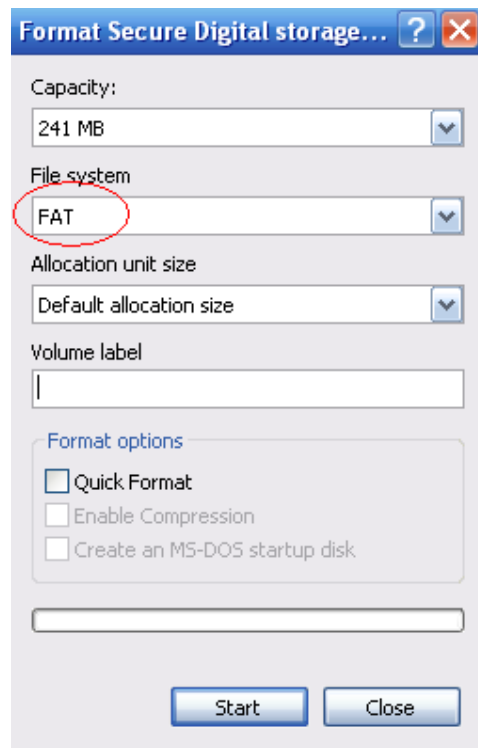 Format Secure Digital storage...
Capacity:
241 MB
File system
FAT
Allocation unit size
Default allocation size
Volume label
Format options
Quick Format
Enable Compression
Create an MS-DOS startup disk
Start Close